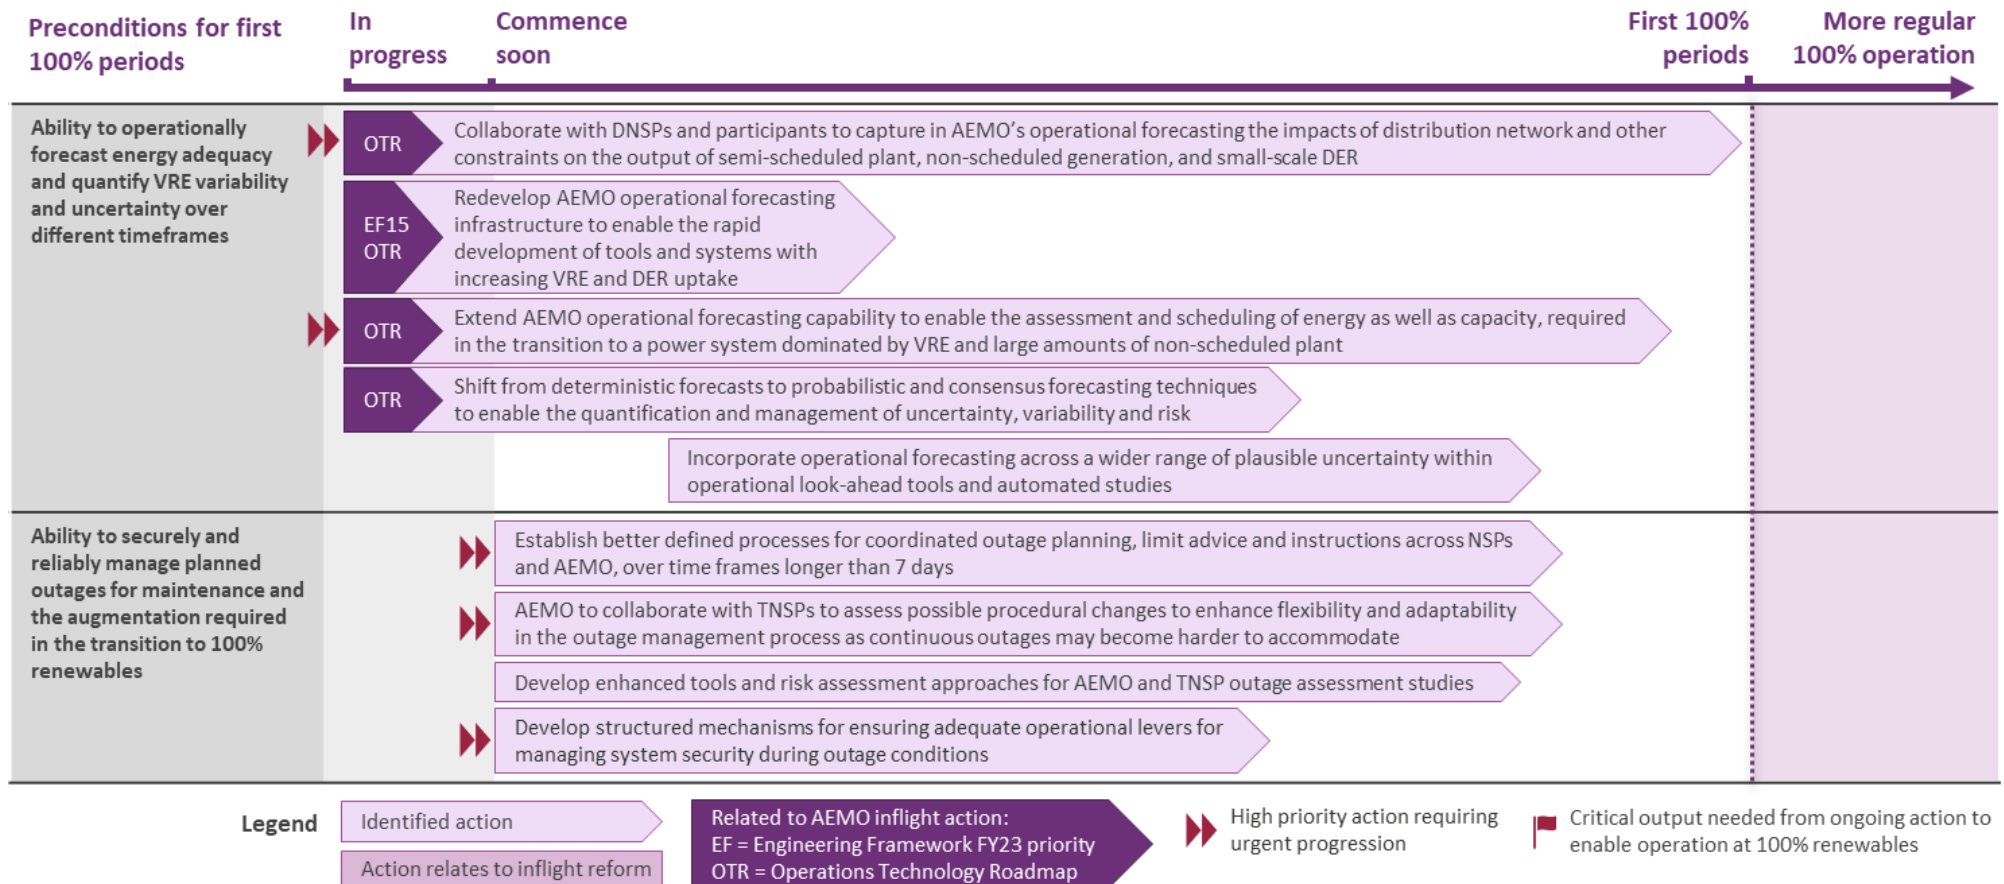 Preconditions for first
100% periods
In
progress
Commence
soon
First 100%
periods
More regular
100% operation
Ability to operationally
forecast energy adequacy
and quantify VRE variability
and uncertainty over
different timeframes
OTR
Collaborate with DNSPs and participants to capture in AEMO's operational forecasting the impacts of distribution network and other
constraints on the output of semi-scheduled plant, non-scheduled generation, and small-scale DER
EF15
OTR
Redevelop AEMO operational forecasting
infrastructure to enable the rapid
development of tools and systems with
increasing VRE and DER uptake
OTR
Extend AEMO operational forecasting capability to enable the assessment and scheduling of energy as well as capacity, required
in the transition to a power system dominated by VRE and large amounts of non-scheduled plant
OTR
Shift from deterministic forecasts to probabilistic and consensus forecasting techniques
to enable the quantification and management of uncertainty, variability and risk
Incorporate operational forecasting across a wider range of plausible uncertainty within
operational look-ahead tools and automated studies
Ability to securely and
reliably manage planned
outages for maintenance and
the augmentation required
in the transition to 100%
renewables
Establish better defined processes for coordinated outage planning, limit advice and instructions across NSPs
and AEMO, over time frames longer than 7 days
AEMO to collaborate with TNSPs to assess possible procedural changes to enhance flexibility and adaptability
in the outage management process as continuous outages may become harder to accommodate
Develop enhanced tools and risk assessment approaches for AEMO and TNSP outage assessment studies
Develop structured mechanisms for ensuring adequate operational levers for
managing system security during outage conditions
Legend
Identified action
Action relates to inflight reform
Related to AEMO inflight action:
EF = Engineering Framework FY23 priority
OTR = Operations Technology Roadmap
High priority action requiring
urgent progression
Critical output needed from ongoing action to
enable operation at 100% renewables